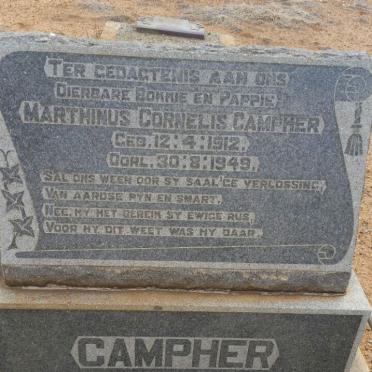 TER GEDAGTENIS AAN ONS
DIERBARE BOKKIE EN PAPPIE,
MARTHINUS CORNELIS CAMPHER
GEB. 12:4:1912.
OORL. 30:8:1949.
SAL ONS WEEN OOR SY SAAL'GE VERLOSSING,
VAN AARDSE PYN EN SMART,
NEE, HY HET BEREIK SY EWIGE RUS,
VOOR HY DIT WEET WAS HY DAAR.
CAMPHER